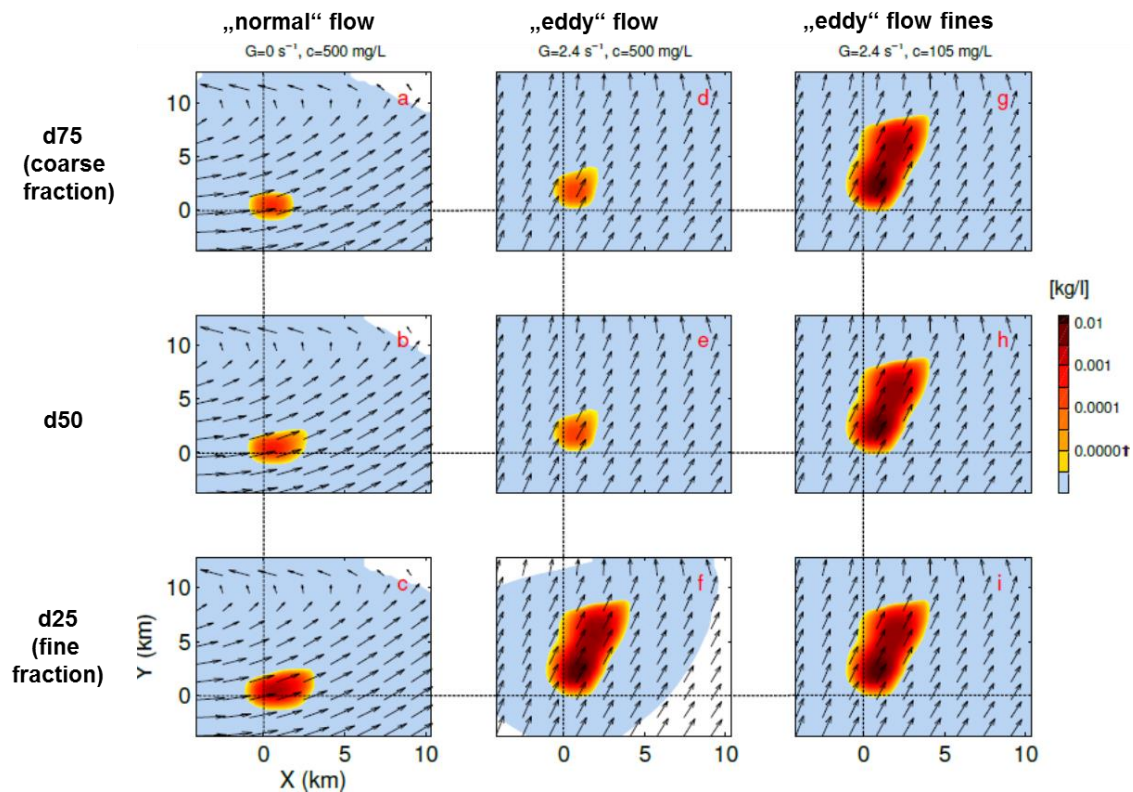 „normal“ flow
„eddy“ flow
„eddy“ flow fines
G=0 s⁻¹, c=500 mg/L
G=2.4 s⁻¹, c=500 mg/L
G=2.4 s⁻¹, c=105 mg/L
d75
(coarse
fraction)
10
5
0
a
d
g
d50
10
5
0
b
e
h
[kg/l]
0.01
0.001
0.0001
0.00001
d25
(fine
fraction)
Y (km)
10
5
0
c
f
i
0 5 10
0 5 10
0 5 10
X (km)